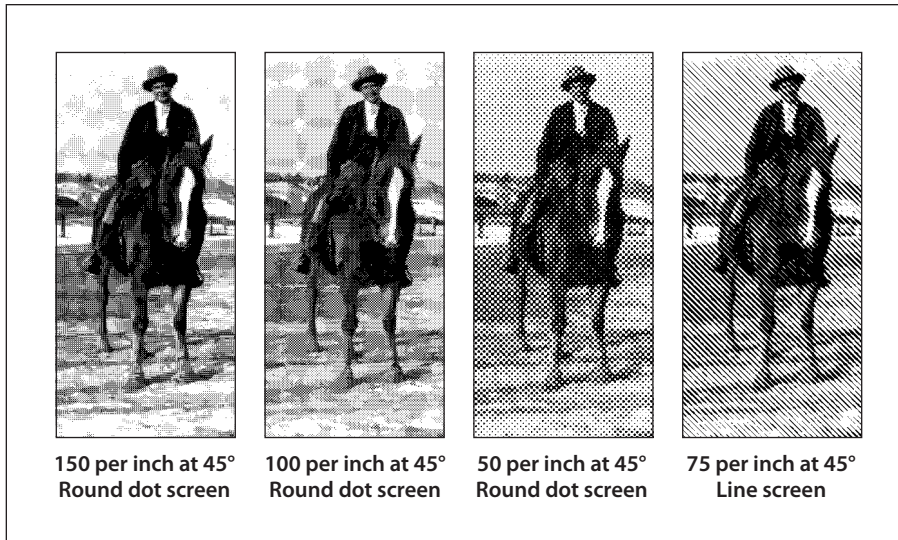 150 per inch at 45°
Round dot screen
100 per inch at 45°
Round dot screen
50 per inch at 45°
Round dot screen
75 per inch at 45°
Line screen